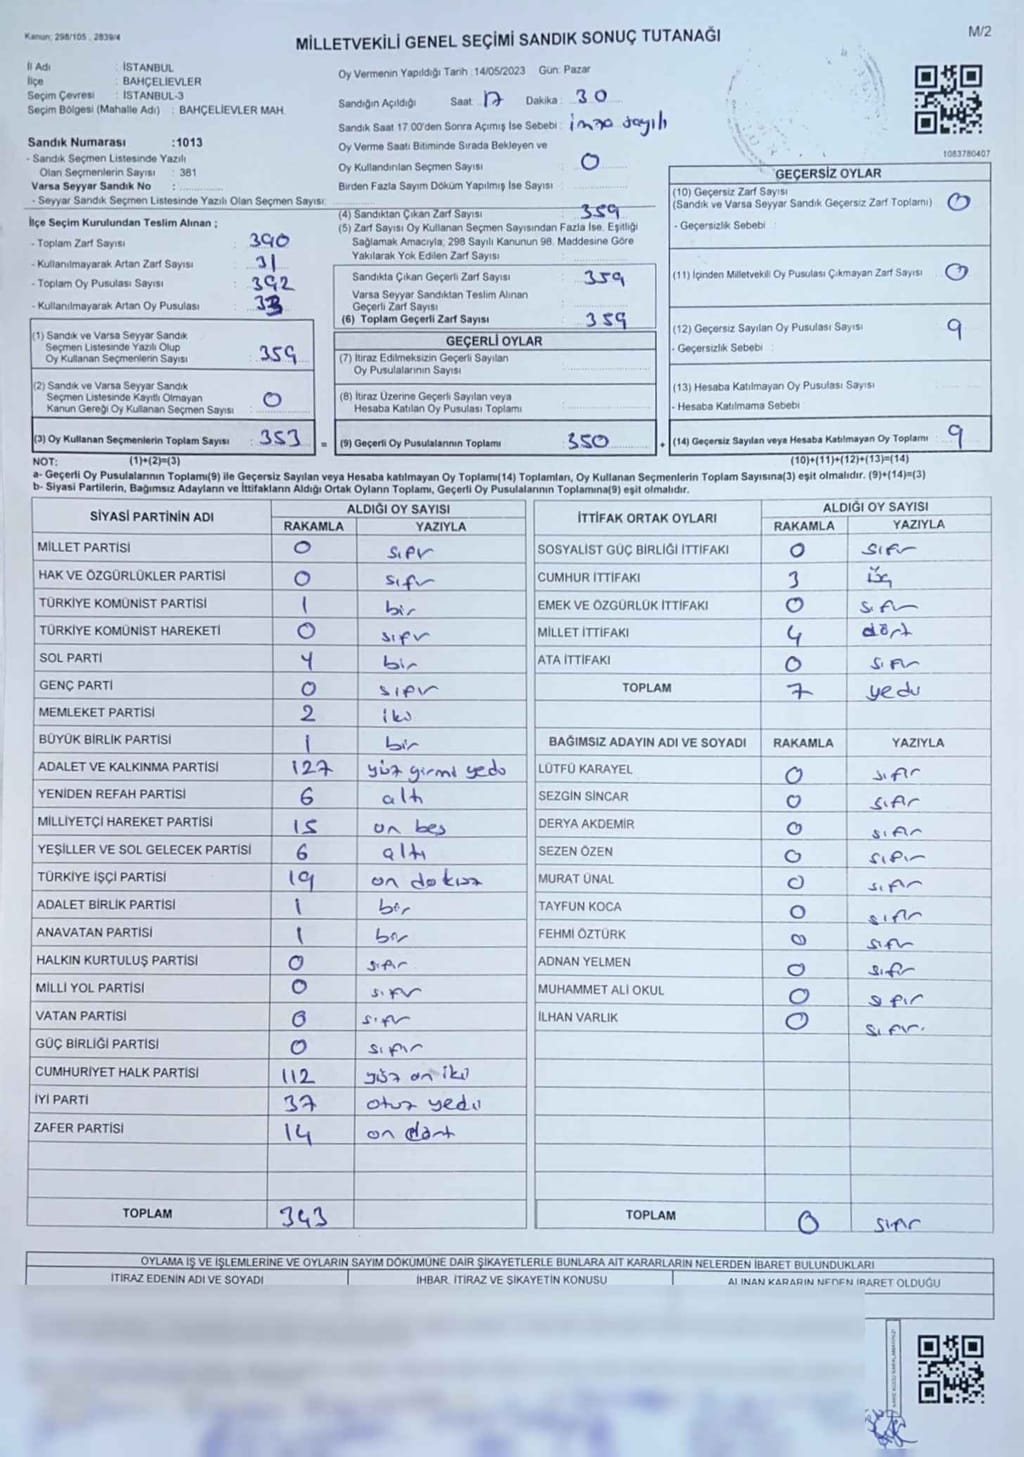 Kanun; 298/105 , 2839/4
MİLLETVEKİLİ GENEL SEÇİMİ SANDIK SONUÇ TUTANAĞI
M/2
İl Adı : İSTANBUL
İlçe : BAHÇELİEVLER
Seçim Çevresi : İSTANBUL-3
Seçim Bölgesi (Mahalle Adı) : BAHÇELİEVLER MAH.
Sandık Numarası :1013
- Sandık Seçmen Listesinde Yazılı
Olan Seçmenlerin Sayısı : 381
Varsa Seyyar Sandık No :
- Seyyar Sandık Seçmen Listesinde Yazılı Olan Seçmen Sayısı:
Oy Vermenin Yapıldığı Tarih :14/05/2023 Gün: Pazar
Sandığın Açıldığı Saat: 17 Dakika : 30
Sandık Saat 17:00'den Sonra Açımış İse Sebebi : imza sayılı
Oy Verme Saati Bitiminde Sırada Bekleyen ve
Oy Kullandırılan Seçmen Sayısı : 0
Birden Fazla Sayım Döküm Yapılmış İse Sayısı :
1083780407
İlçe Seçim Kurulundan Teslim Alınan ;
- Toplam Zarf Sayısı : 390
- Kullanılmayarak Artan Zarf Sayısı : 31
- Toplam Oy Pusulası Sayısı : 392
- Kullanılmayarak Artan Oy Pusulası : 33
(1) Sandık ve Varsa Seyyar Sandık
Seçmen Listesinde Yazılı Olup
Oy Kullanan Seçmenlerin Sayısı : 359
(2) Sandık ve Varsa Seyyar Sandık
Seçmen Listesinde Kayıtlı Olmayan
Kanun Gereği Oy Kullanan Seçmen Sayısı : 0
(3) Oy Kullanan Seçmenlerin Toplam Sayısı : 353 =
(4) Sandıktan Çıkan Zarf Sayısı : 359
(5) Zarf Sayısı Oy Kullanan Seçmen Sayısından Fazla İse, Eşitliği
Sağlamak Amacıyla; 298 Sayılı Kanunun 98. Maddesine Göre
Yakılarak Yok Edilen Zarf Sayısı :
Sandıkta Çıkan Geçerli Zarf Sayısı : 359
Varsa Seyyar Sandıktan Teslim Alınan
Geçerli Zarf Sayısı :
(6) Toplam Geçerli Zarf Sayısı : 359
GEÇERLİ OYLAR
(7) İtiraz Edilmeksizin Geçerli Sayılan
Oy Pusulalarının Sayısı :
(8) İtiraz Üzerine Geçerli Sayılan veya
Hesaba Katılan Oy Pusulası Toplamı :
(9) Geçerli Oy Pusulalarının Toplamı : 350 +
GEÇERSİZ OYLAR
(10) Geçersiz Zarf Sayısı
(Sandık ve Varsa Seyyar Sandık Geçersiz Zarf Toplamı) : 0
- Geçersizlik Sebebi :
(11) İçinden Milletvekili Oy Pusulası Çıkmayan Zarf Sayısı : 0
(12) Geçersiz Sayılan Oy Pusulası Sayısı : 9
- Geçersizlik Sebebi :
(13) Hesaba Katılmayan Oy Pusulası Sayısı :
- Hesaba Katılmama Sebebi :
(14) Geçersiz Sayılan veya Hesaba Katılmayan Oy Toplamı : 9
NOT: (1)+(2)=(3) (10)+(11)+(12)+(13)=(14)
a- Geçerli Oy Pusulalarının Toplamı(9) ile Geçersiz Sayılan veya Hesaba katılmayan Oy Toplamı(14) Toplamları, Oy Kullanan Seçmenlerin Toplam Sayısına(3) eşit olmalıdır. (9)+(14)=(3)
b- Siyasi Partilerin, Bağımsız Adayların ve İttifakların Aldığı Ortak Oyların Toplamı, Geçerli Oy Pusulalarının Toplamına(9) eşit olmalıdır.
SİYASİ PARTİNİN ADI ALDIĞI OY SAYISI
RAKAMLA YAZIYLA
MİLLET PARTİSİ 0 sıfır
HAK VE ÖZGÜRLÜKLER PARTİSİ 0 sıfır
TÜRKİYE KOMÜNİST PARTİSİ 1 bir
TÜRKİYE KOMÜNİST HAREKETİ 0 sıfır
SOL PARTİ 1 bir
GENÇ PARTİ 0 sıfır
MEMLEKET PARTİSİ 2 iki
BÜYÜK BİRLİK PARTİSİ 1 bir
ADALET VE KALKINMA PARTİSİ 127 yüz yirmi yedi
YENİDEN REFAH PARTİSİ 6 altı
MİLLİYETÇİ HAREKET PARTİSİ 15 on beş
YEŞİLLER VE SOL GELECEK PARTİSİ 6 altı
TÜRKİYE İŞÇİ PARTİSİ 19 on dokuz
ADALET BİRLİK PARTİSİ 1 bir
ANAVATAN PARTİSİ 1 bir
HALKIN KURTULUŞ PARTİSİ 0 sıfır
MİLLİ YOL PARTİSİ 0 sıfır
VATAN PARTİSİ 0 sıfır
GÜÇ BİRLİĞİ PARTİSİ 0 sıfır
CUMHURİYET HALK PARTİSİ 112 yüz on iki
İYİ PARTİ 37 otuz yedi
ZAFER PARTİSİ 14 on dört
TOPLAM 343
İTTİFAK ORTAK OYLARI ALDIĞI OY SAYISI
RAKAMLA YAZIYLA
SOSYALİST GÜÇ BİRLİĞİ İTTİFAKI 0 sıfır
CUMHUR İTTİFAKI 3 üç
EMEK VE ÖZGÜRLÜK İTTİFAKI 0 sıfır
MİLLET İTTİFAKI 4 dört
ATA İTTİFAKI 0 sıfır
TOPLAM 7 yedi
BAĞIMSIZ ADAYIN ADI VE SOYADI RAKAMLA YAZIYLA
LÜTFÜ KARAYEL 0 sıfır
SEZGİN SİNCAR 0 sıfır
DERYA AKDEMİR 0 sıfır
SEZEN ÖZEN 0 sıfır
MURAT ÜNAL 0 sıfır
TAYFUN KOCA 0 sıfır
FEHMİ ÖZTÜRK 0 sıfır
ADNAN YELMEN 0 sıfır
MUHAMMET ALİ OKUL 0 sıfır
İLHAN VARLIK 0 sıfır.
TOPLAM 0 sıfır
OYLAMA İŞ VE İŞLEMLERİNE VE OYLARIN SAYIM DÖKÜMÜNE DAİR ŞİKAYETLERLE BUNLARA AİT KARARLARIN NELERDEN İBARET BULUNDUKLARI
İTİRAZ EDENİN ADI VE SOYADI İHBAR, İTİRAZ VE ŞİKAYETİN KONUSU ALINAN KARARIN NEDEN İBARET OLDUĞU